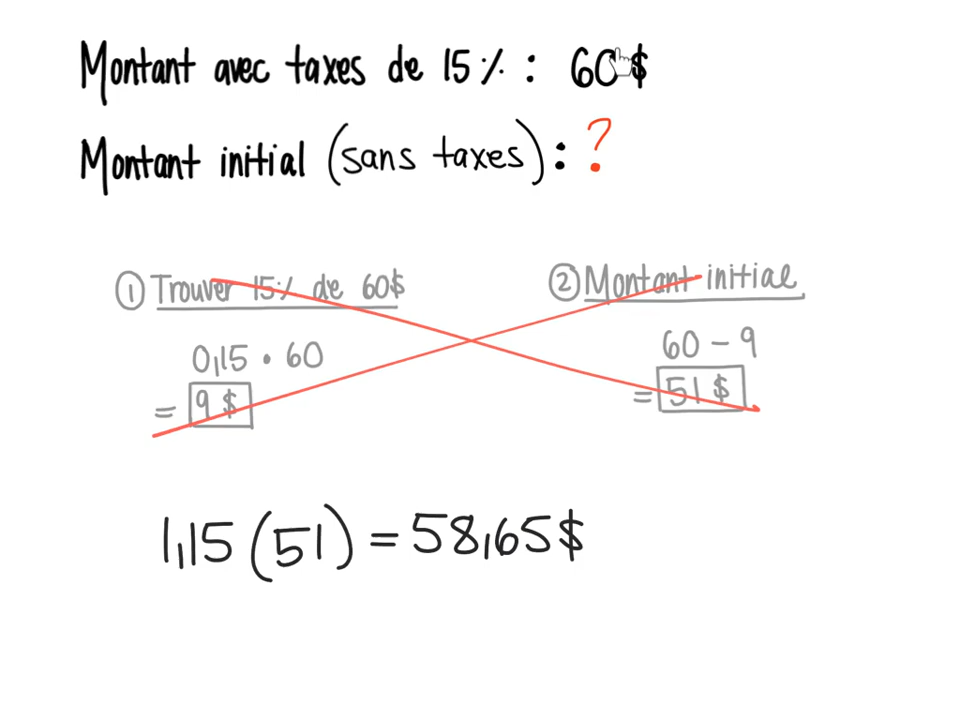 Montant avec taxes de 15% : 60$
Montant initial (sans taxes) : ?
① Trouver 15% de 60$
0,15 • 60
= 9 $
② Montant initial
60 - 9
= 51 $
1,15 (51) = 58,65 $